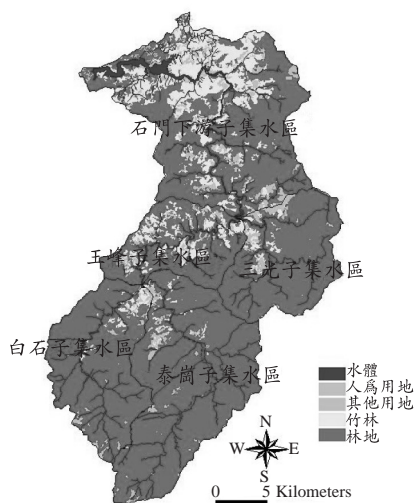 石門下游子集水區
玉峰子集水區
三光子集水區
白石子集水區
泰崗子集水區
水體
人為用地
其他用地
竹林
林地
N
W E
S
0 5 Kilometers